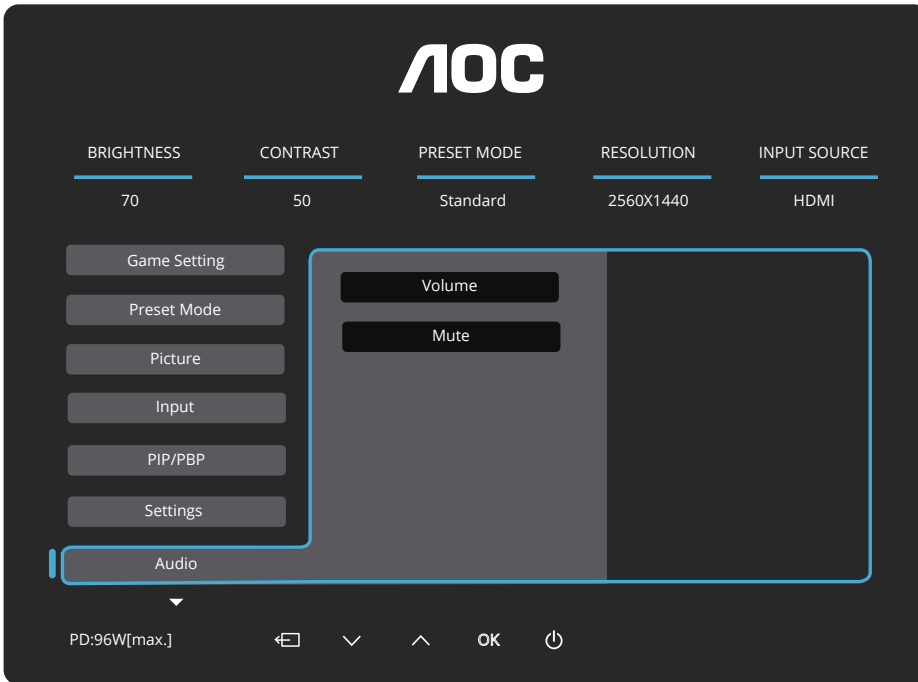 AOC
BRIGHTNESS CONTRAST PRESET MODE RESOLUTION INPUT SOURCE
70 50 Standard 2560X1440 HDMI
Game Setting
Preset Mode
Picture
Input
PIP/PBP
Settings
Audio
Volume
Mute
PD:96W[max.] OK